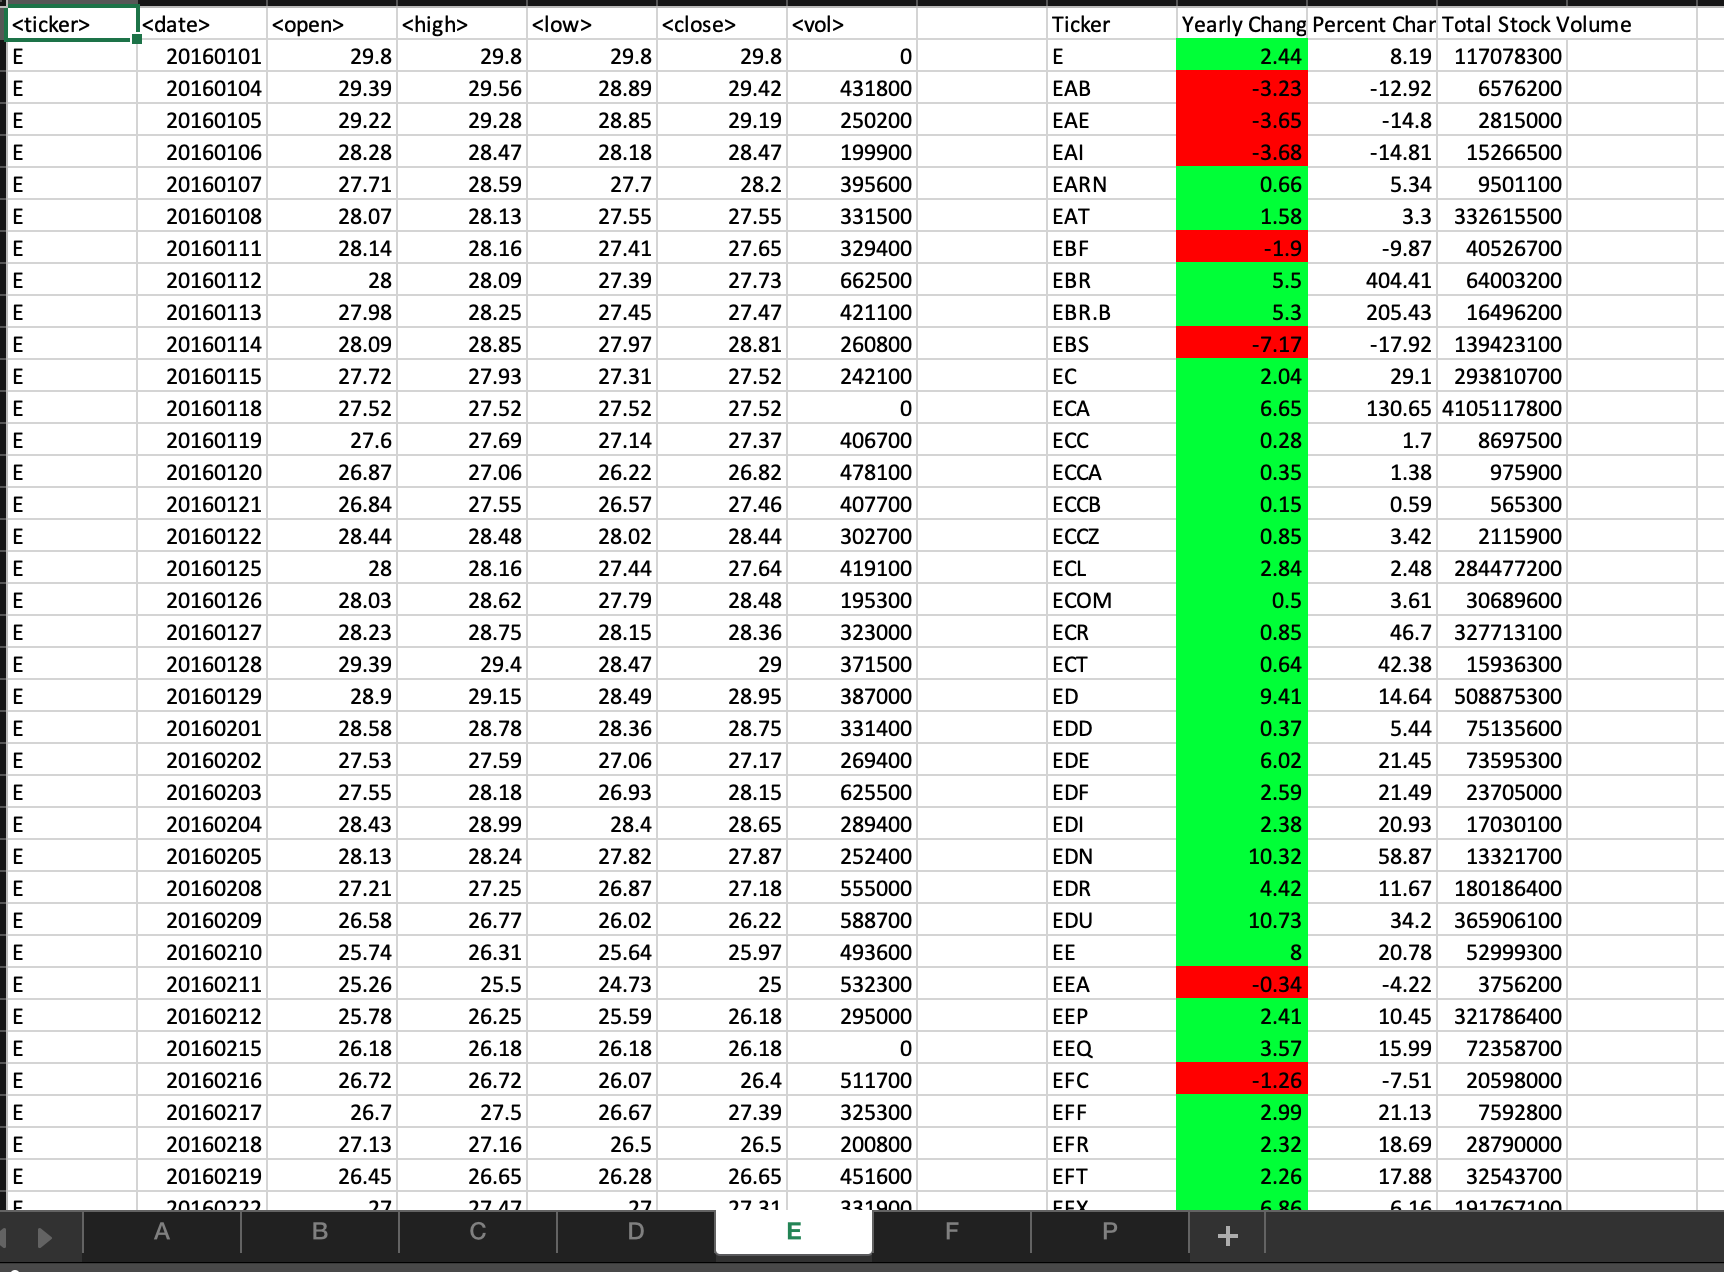 <ticker> <date> <open> <high> <low> <close> <vol> Ticker Yearly Chang Percent Char Total Stock Volume
E 20160101 29.8 29.8 29.8 29.8 0 E 2.44 8.19 117078300
E 20160104 29.39 29.56 28.89 29.42 431800 EAB -3.23 -12.92 6576200
E 20160105 29.22 29.28 28.85 29.19 250200 EAE -3.65 -14.8 2815000
E 20160106 28.28 28.47 28.18 28.47 199900 EAI -3.68 -14.81 15266500
E 20160107 27.71 28.59 27.7 28.2 395600 EARN 0.66 5.34 9501100
E 20160108 28.07 28.13 27.55 27.55 331500 EAT 1.58 3.3 332615500
E 20160111 28.14 28.16 27.41 27.65 329400 EBF -1.9 -9.87 40526700
E 20160112 28 28.09 27.39 27.73 662500 EBR 5.5 404.41 64003200
E 20160113 27.98 28.25 27.45 27.47 421100 EBR.B 5.3 205.43 16496200
E 20160114 28.09 28.85 27.97 28.81 260800 EBS -7.17 -17.92 139423100
E 20160115 27.72 27.93 27.31 27.52 242100 EC 2.04 29.1 293810700
E 20160118 27.52 27.52 27.52 27.52 0 ECA 6.65 130.65 4105117800
E 20160119 27.6 27.69 27.14 27.37 406700 ECC 0.28 1.7 8697500
E 20160120 26.87 27.06 26.22 26.82 478100 ECCA 0.35 1.38 975900
E 20160121 26.84 27.55 26.57 27.46 407700 ECCB 0.15 0.59 565300
E 20160122 28.44 28.48 28.02 28.44 302700 ECCZ 0.85 3.42 2115900
E 20160125 28 28.16 27.44 27.64 419100 ECL 2.84 2.48 284477200
E 20160126 28.03 28.62 27.79 28.48 195300 ECOM 0.5 3.61 30689600
E 20160127 28.23 28.75 28.15 28.36 323000 ECR 0.85 46.7 327713100
E 20160128 29.39 29.4 28.47 29 371500 ECT 0.64 42.38 15936300
E 20160129 28.9 29.15 28.49 28.95 387000 ED 9.41 14.64 508875300
E 20160201 28.58 28.78 28.36 28.75 331400 EDD 0.37 5.44 75135600
E 20160202 27.53 27.59 27.06 27.17 269400 EDE 6.02 21.45 73595300
E 20160203 27.55 28.18 26.93 28.15 625500 EDF 2.59 21.49 23705000
E 20160204 28.43 28.99 28.4 28.65 289400 EDI 2.38 20.93 17030100
E 20160205 28.13 28.24 27.82 27.87 252400 EDN 10.32 58.87 13321700
E 20160208 27.21 27.25 26.87 27.18 555000 EDR 4.42 11.67 180186400
E 20160209 26.58 26.77 26.02 26.22 588700 EDU 10.73 34.2 365906100
E 20160210 25.74 26.31 25.64 25.97 493600 EE 8 20.78 52999300
E 20160211 25.26 25.5 24.73 25 532300 EEA -0.34 -4.22 3756200
E 20160212 25.78 26.25 25.59 26.18 295000 EEP 2.41 10.45 321786400
E 20160215 26.18 26.18 26.18 26.18 0 EEQ 3.57 15.99 72358700
E 20160216 26.72 26.72 26.07 26.4 511700 EFC -1.26 -7.51 20598000
E 20160217 26.7 27.5 26.67 27.39 325300 EFF 2.99 21.13 7592800
E 20160218 27.13 27.16 26.5 26.5 200800 EFR 2.32 18.69 28790000
E 20160219 26.45 26.65 26.28 26.65 451600 EFT 2.26 17.88 32543700
E 20160222 27 27.47 27 27.31 331900 EFX 6.86 6.16 191767100
A B C D E F P +